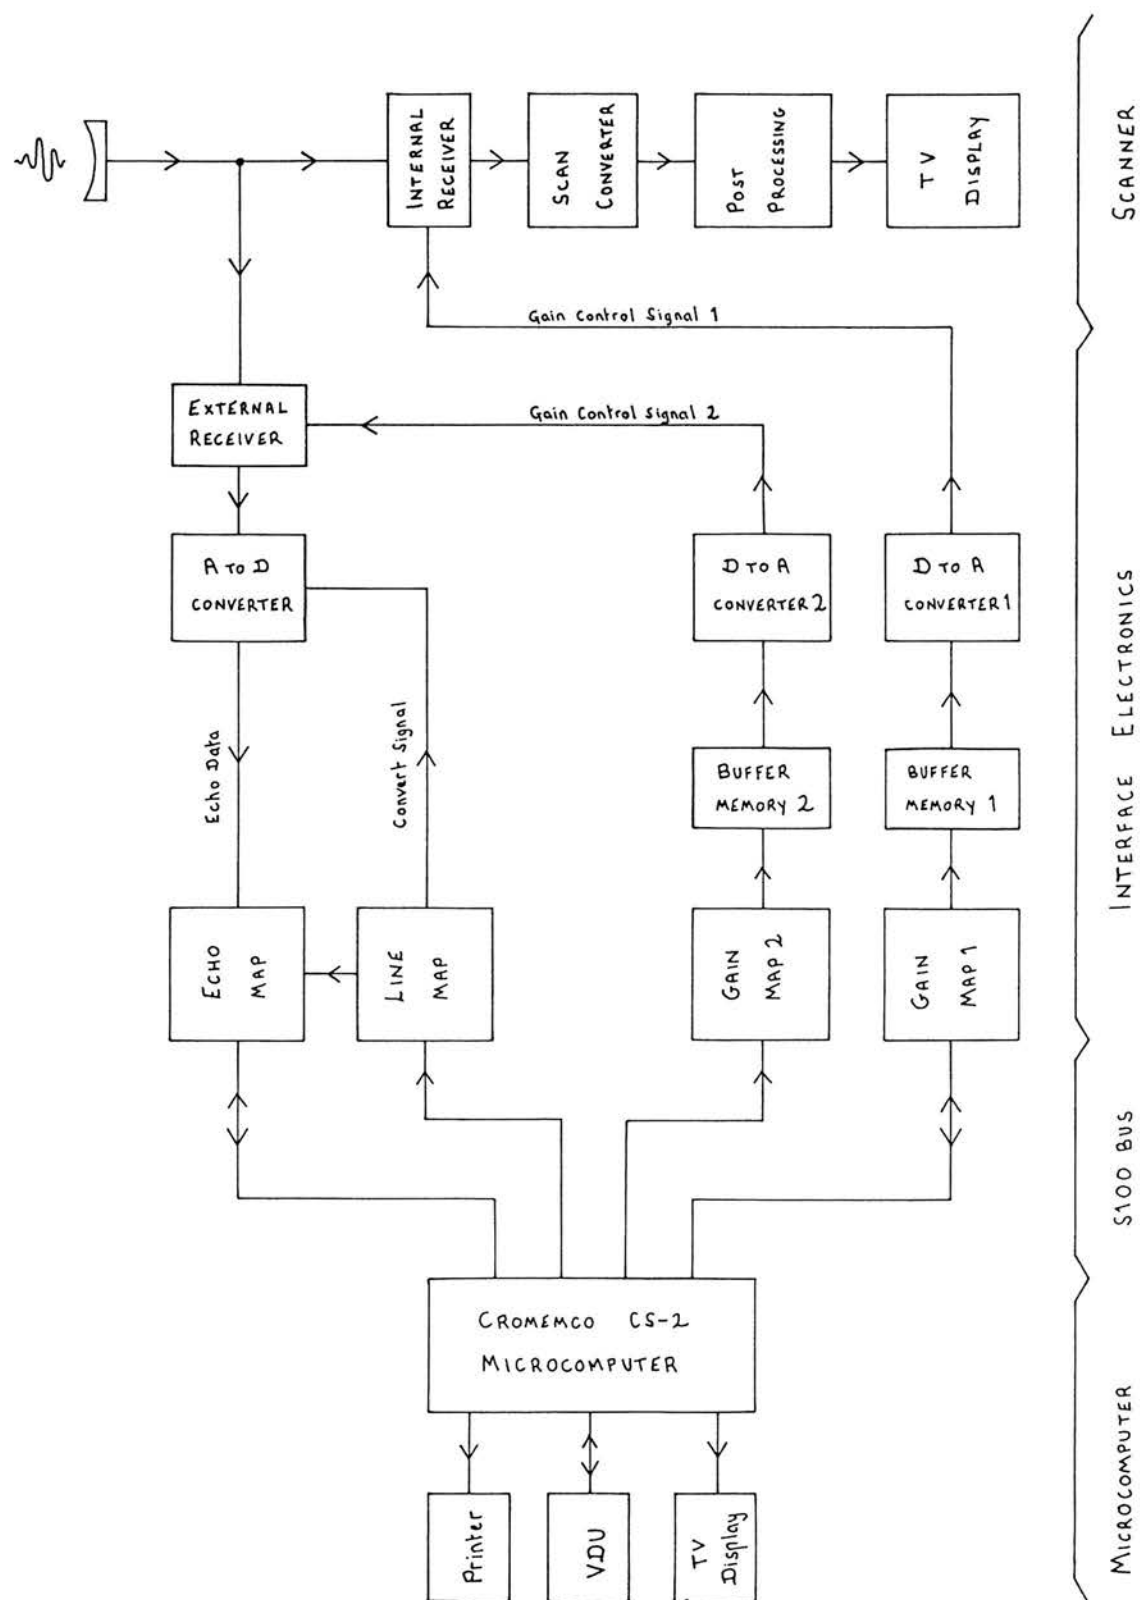 INTERNAL
RECEIVER
SCAN
CONVERTER
POST
PROCESSING
TV
DISPLAY
SCANNER
Gain Control Signal 1
EXTERNAL
RECEIVER
Gain Control Signal 2
A TO D
CONVERTER
D TO A
CONVERTER 2
D TO A
CONVERTER 1
Echo Data
Convert Signal
BUFFER
MEMORY 2
BUFFER
MEMORY 1
INTERFACE ELECTRONICS
ECHO
MAP
LINE
MAP
GAIN
MAP 2
GAIN
MAP 1
S100 BUS
CROMEMCO CS-2
MICROCOMPUTER
Printer
VDU
TV
Display
MICROCOMPUTER